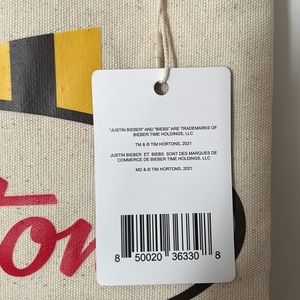 "JUSTIN BIEBER" AND "BIEBS" ARE TRADEMARKS OF
BIEBER TIME HOLDINGS, LLC
TM & © TIM HORTONS, 2021
JUSTIN BIEBER ET BIEBS SONT DES MARQUES DE
COMMERCE DE BIEBER TIME HOLDINGS, LLC
MD & © TIM HORTONS, 2021
8 50020 36330 8